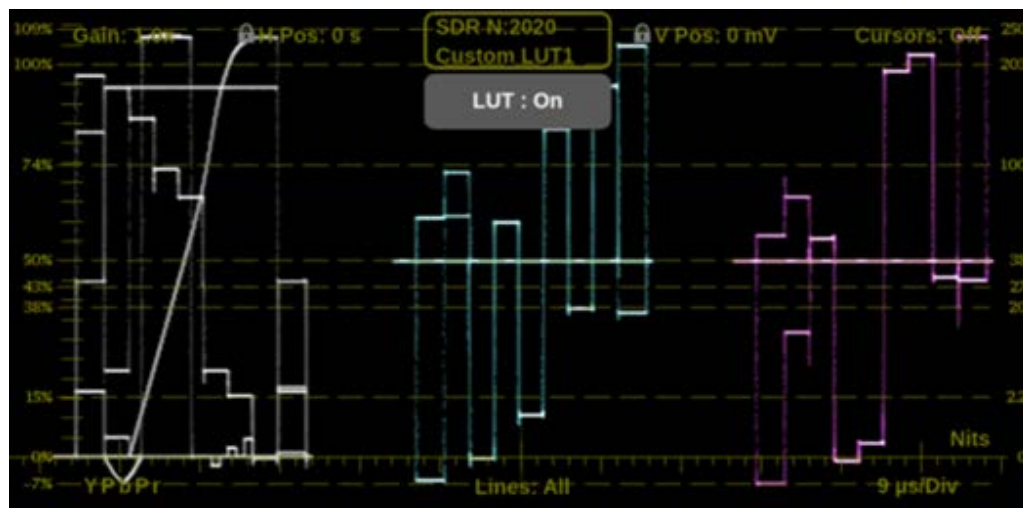 109%
Gain: 1.0x
H Pos: 0 s
SDR N:2020
Custom LUT1
V Pos: 0 mV
Cursors: Off
100%
LUT : On
74%
100
50%
43%
38%
15%
Nits
0%
-7%
YPbPr
Lines: All
9 µs/Div